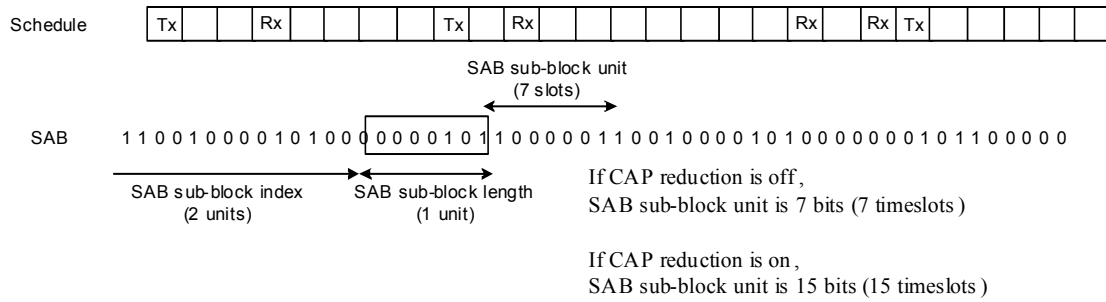 Schedule Tx Rx Tx Rx Rx Rx Tx
SAB sub-block unit
(7 slots)
SAB 1 1 0 0 1 0 0 0 0 1 0 1 0 0 0 0 0 0 0 1 0 1 1 0 0 0 0 0 1 1 0 0 1 0 0 0 0 1 0 1 0 0 0 0 0 0 0 1 0 1 1 0 0 0 0 0
SAB sub-block index
(2 units)
SAB sub-block length
(1 unit)
If CAP reduction is off,
SAB sub-block unit is 7 bits (7 timeslots)
If CAP reduction is on,
SAB sub-block unit is 15 bits (15 timeslots)